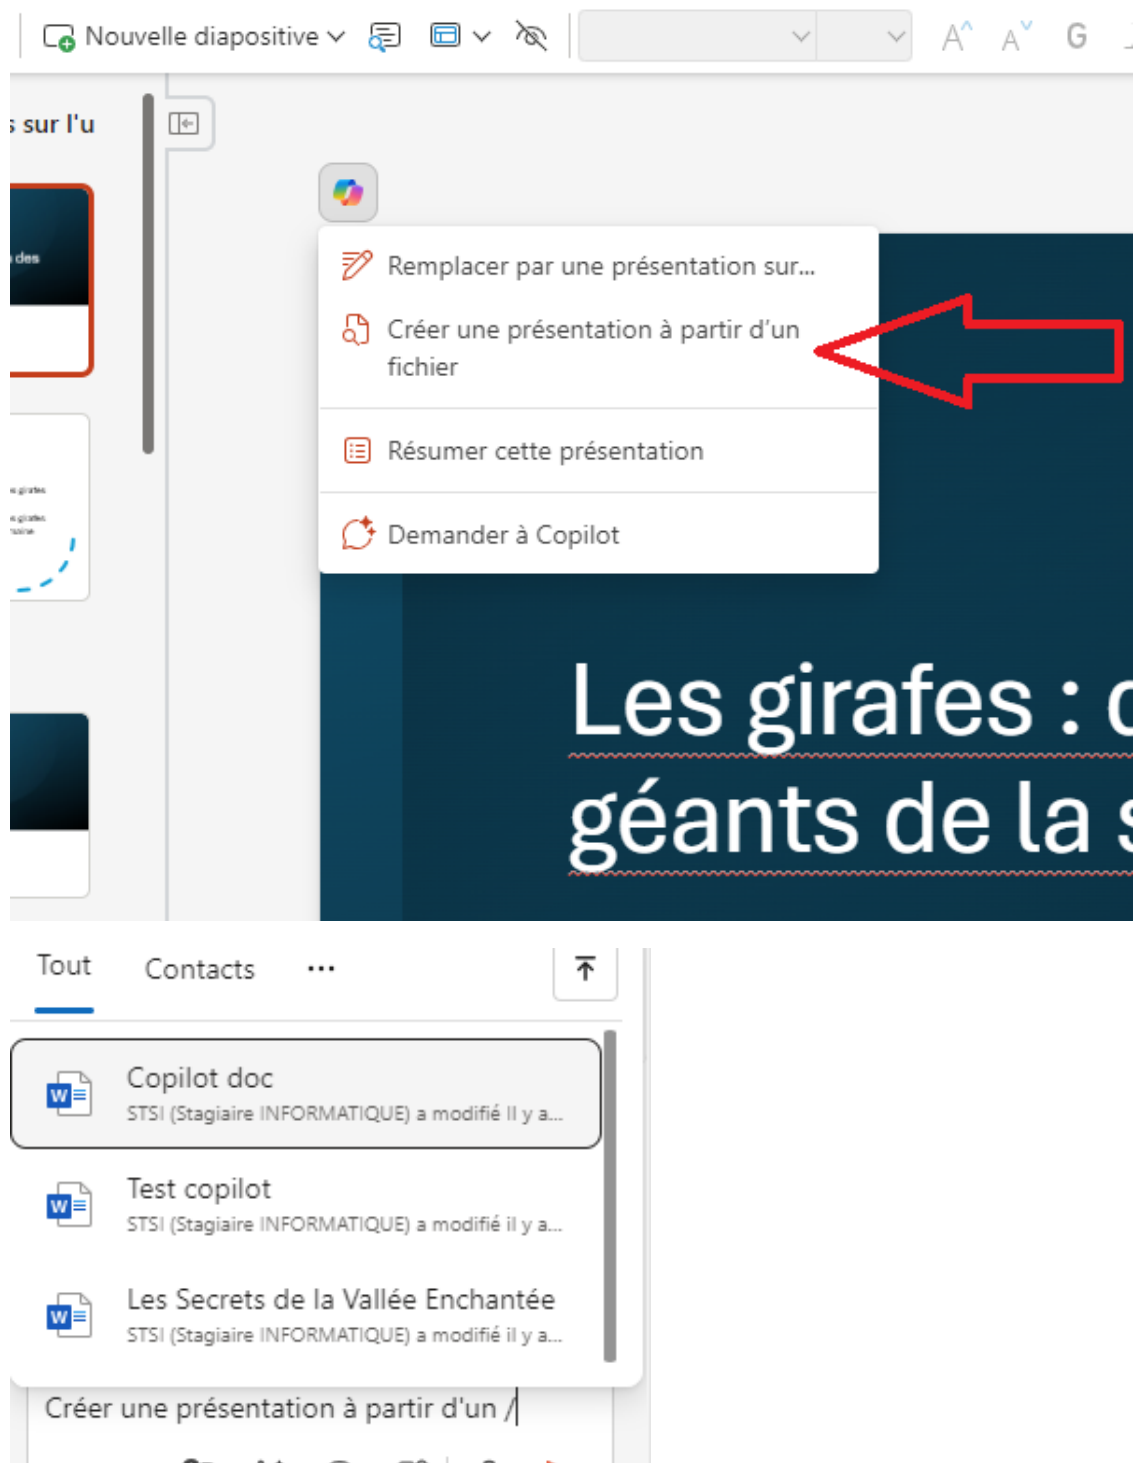 Nouvelle diapositive
G
s sur l'u
des
Remplacer par une présentation sur...
Créer une présentation à partir d’un
fichier
Résumer cette présentation
Demander à Copilot
girafes
girafes
Les girafes :
géants de la s
Tout
Contacts
...
Copilot doc
STSI (Stagiaire INFORMATIQUE) a modifié Il y a...
Test copilot
STSI (Stagiaire INFORMATIQUE) a modifié il y a...
Les Secrets de la Vallée Enchantée
STSI (Stagiaire INFORMATIQUE) a modifié il y a...
Créer une présentation à partir d'un /